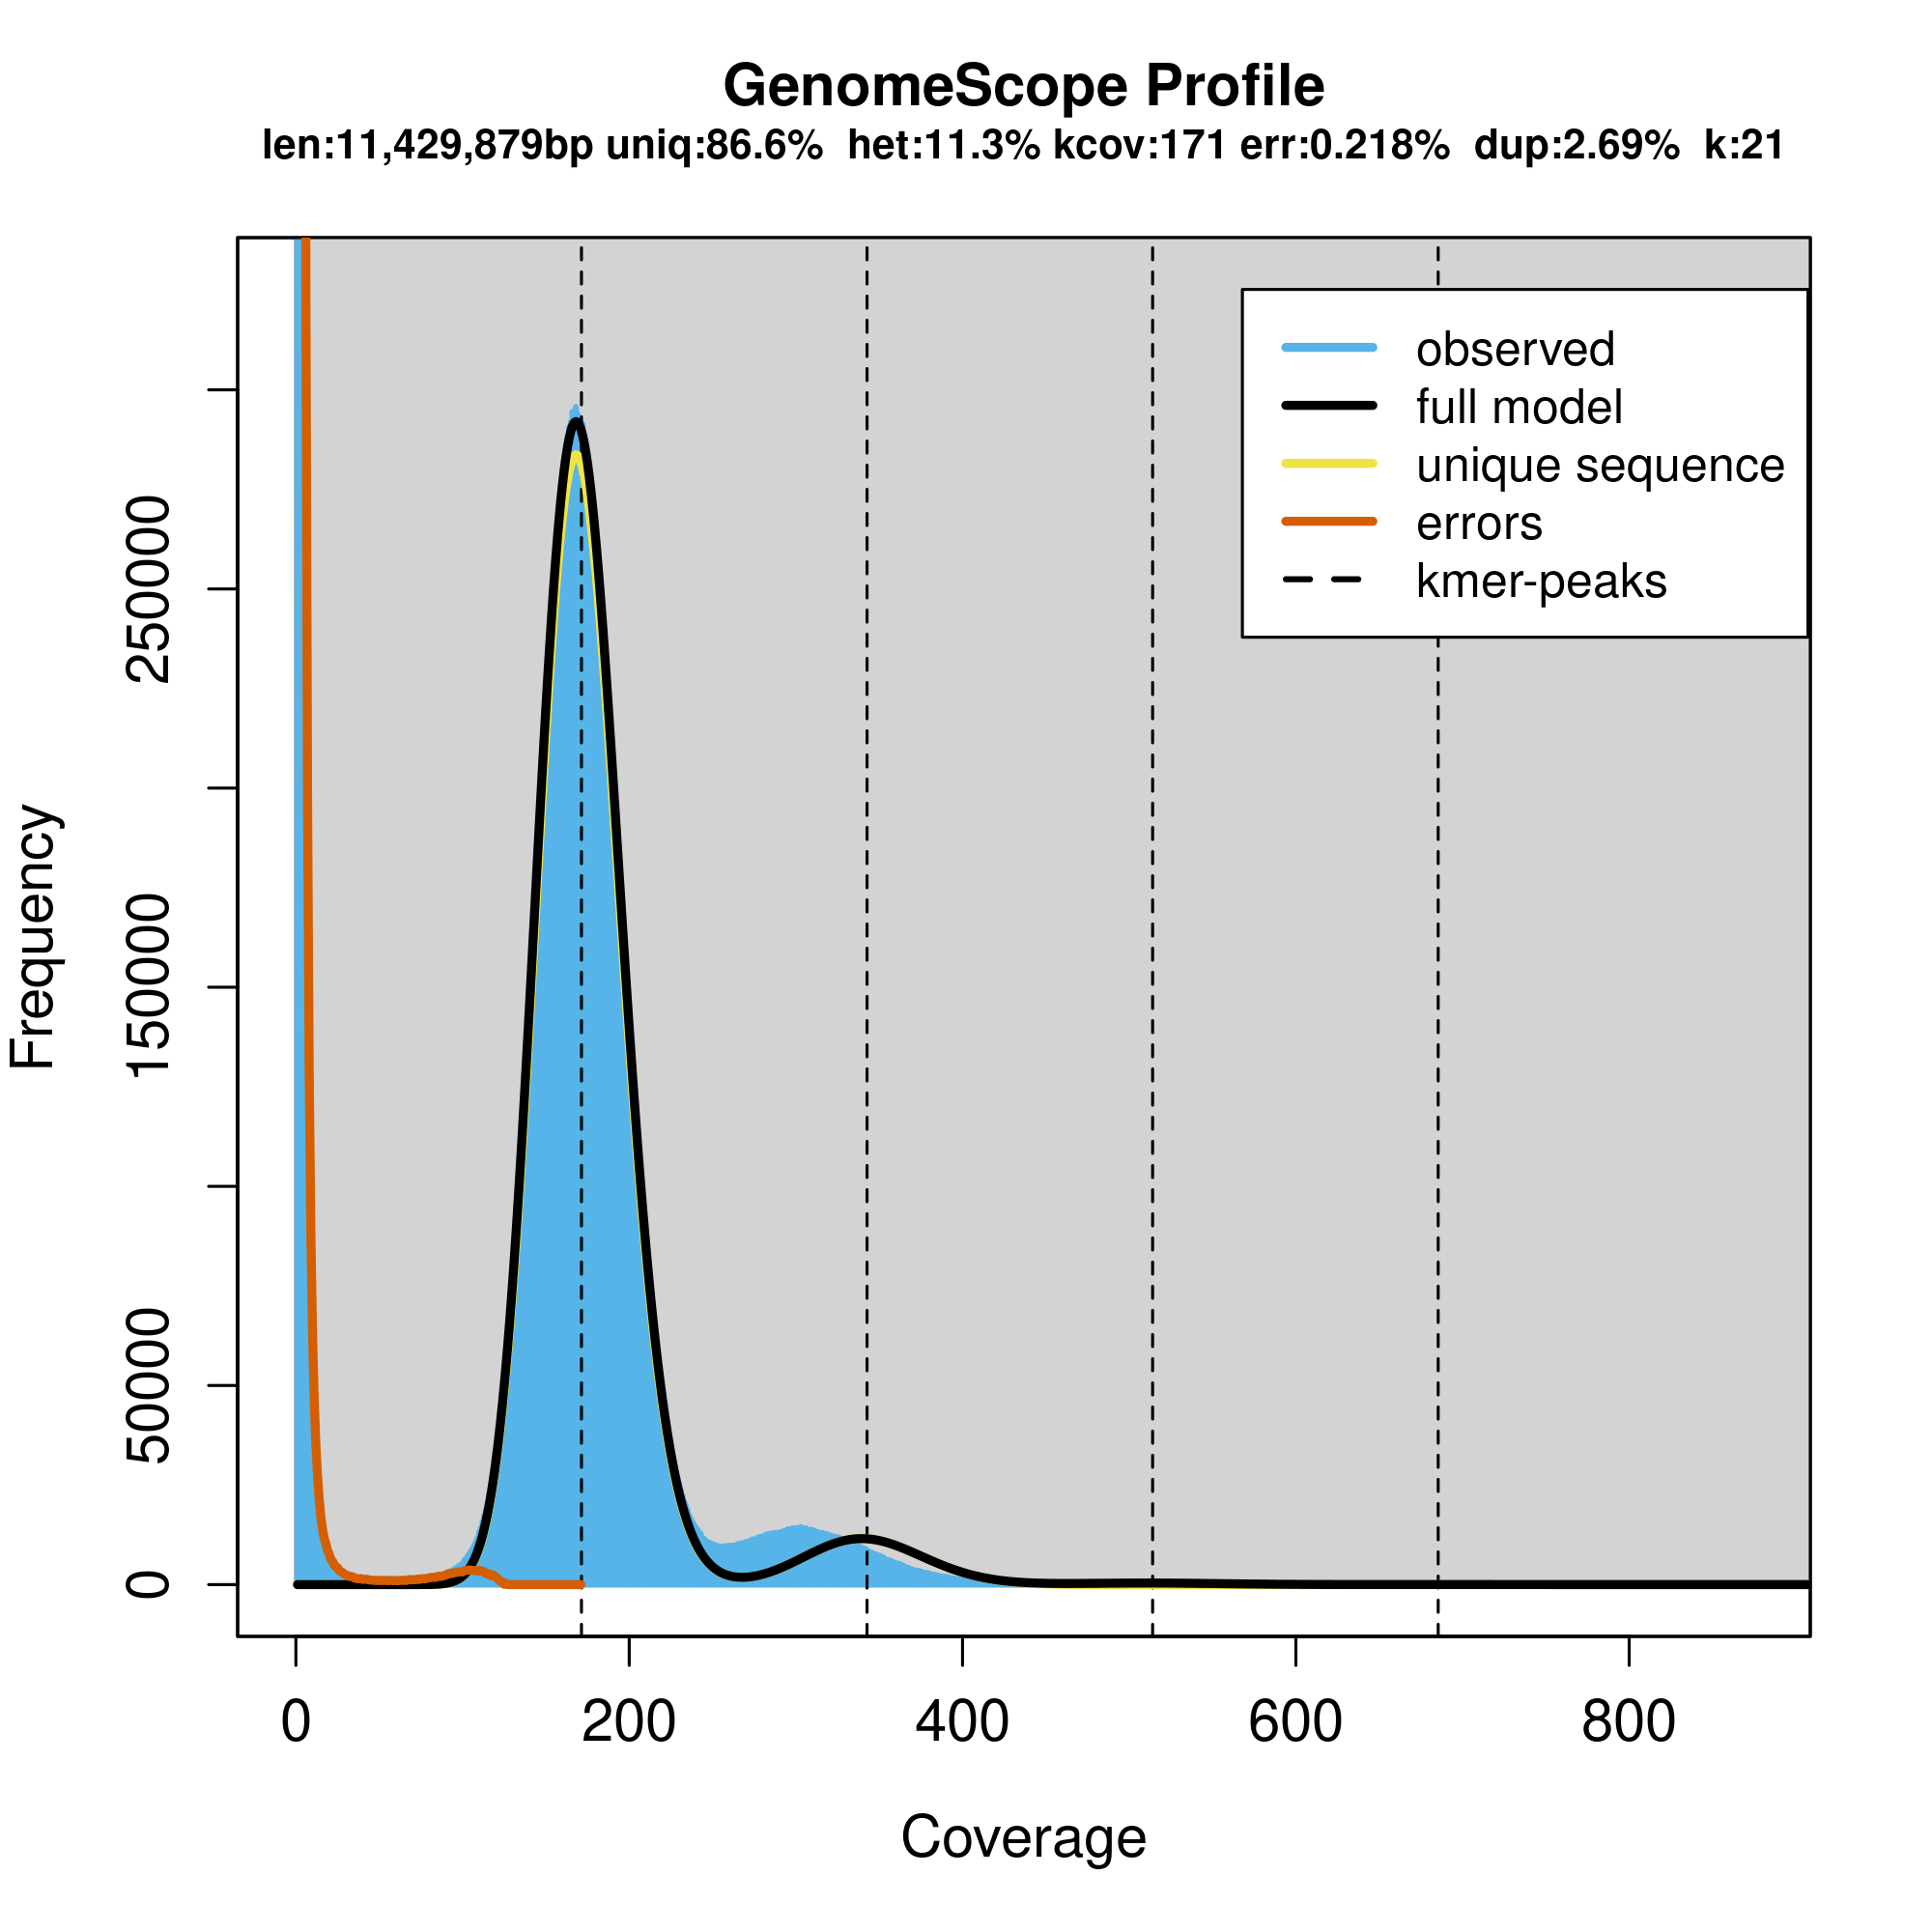 GenomeScope Profile
len:11,429,879bp uniq:86.6% het:11.3% kcov:171 err:0.218% dup:2.69% k:21
observed
full model
unique sequence
errors
kmer-peaks
Frequency
250000
150000
50000
0
0 200 400 600 800
Coverage